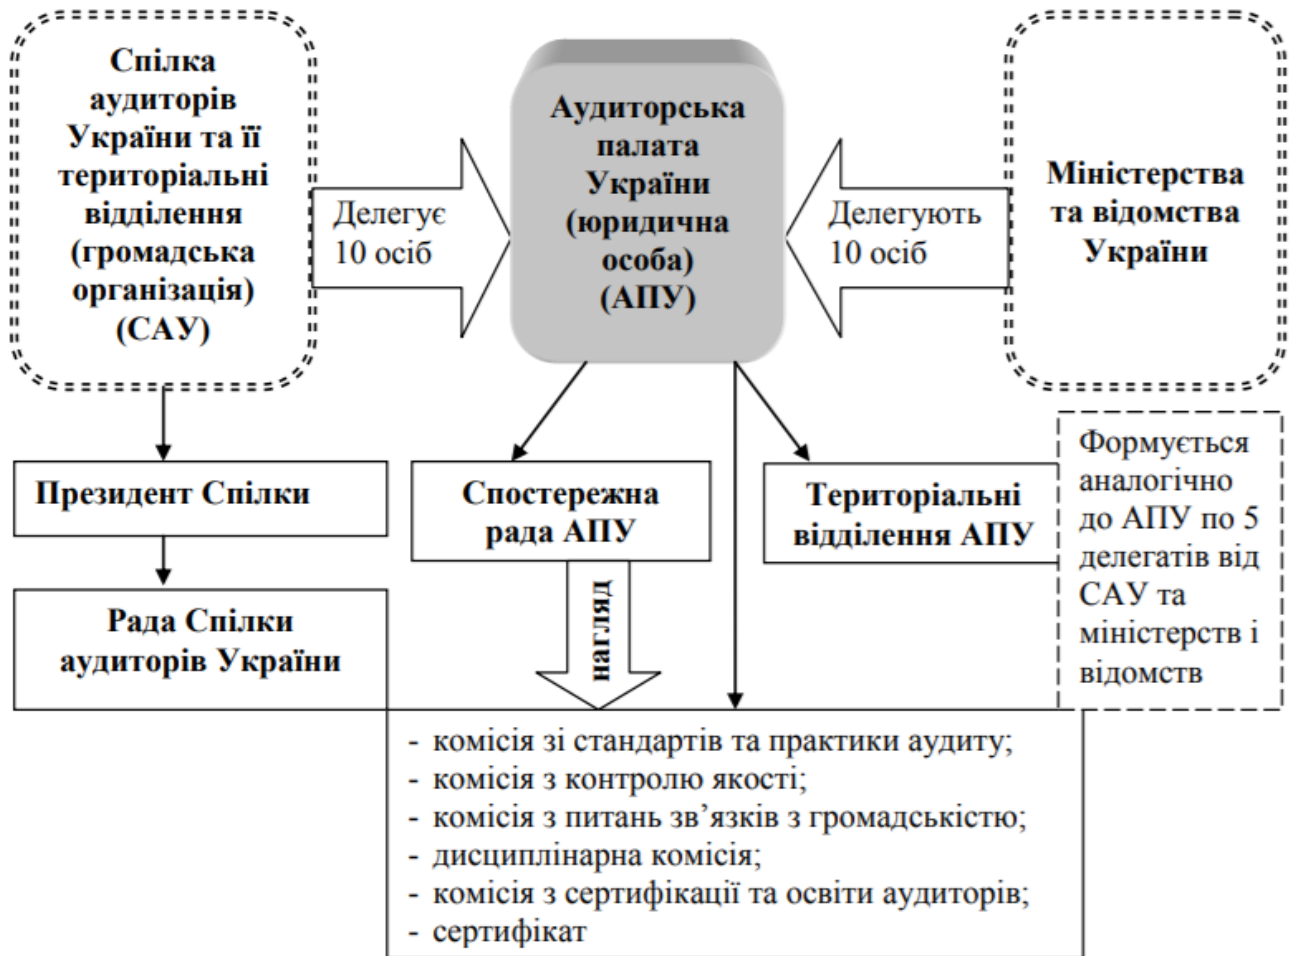 Спілка
аудиторів
України та її
територіальні
відділення
(громадська
організація)
(САУ)
Делегує
10 осіб
Аудиторська
палата
України
(юридична
особа)
(АПУ)
Делегують
10 осіб
Міністерства
та відомства
України
Президент Спілки
Рада Спілки
аудиторів України
Спостережна
рада АПУ
нагляд
Територіальні
відділення АПУ
Формується
аналогічно
до АПУ по 5
делегатів від
САУ та
міністерств і
відомств
- комісія зі стандартів та практики аудиту;
- комісія з контролю якості;
- комісія з питань зв’язків з громадськістю;
- дисциплінарна комісія;
- комісія з сертифікації та освіти аудиторів;
- сертифікат